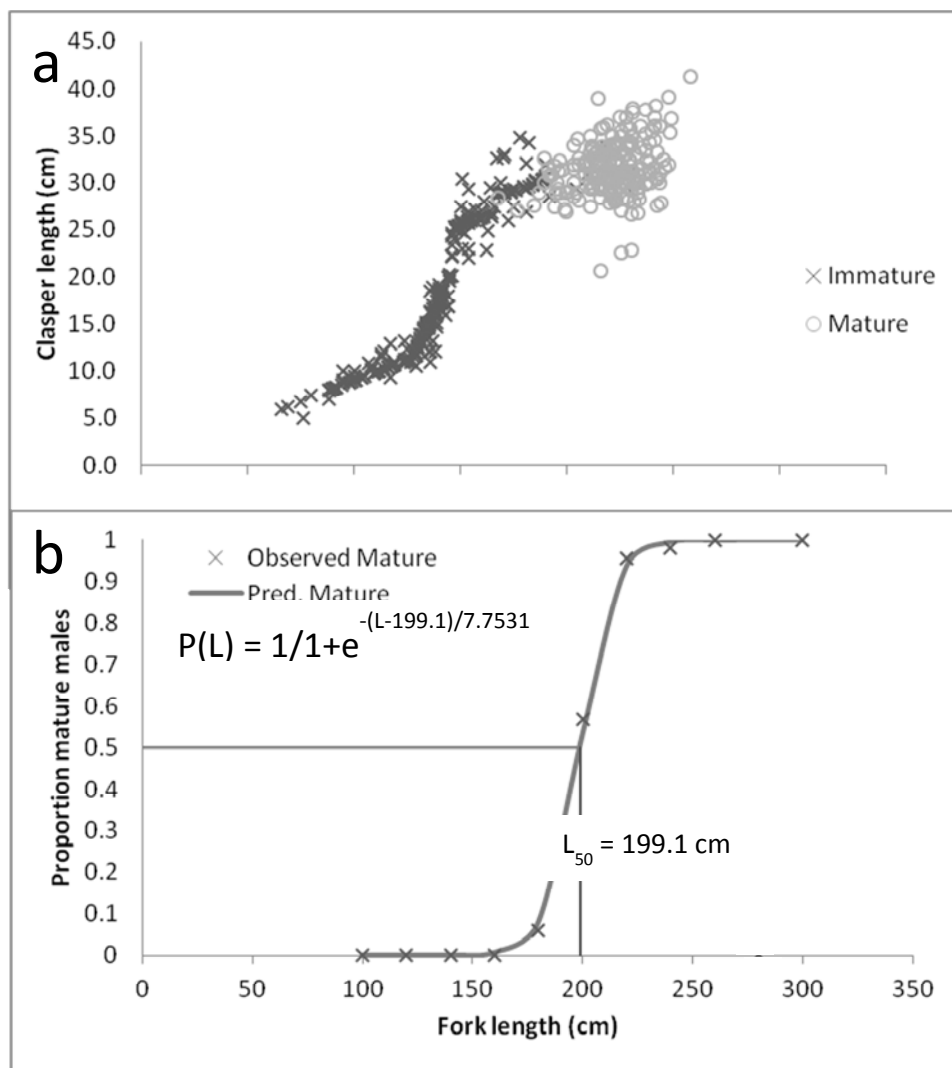 a
45.0
40.0
35.0
30.0
25.0
20.0
15.0
10.0
5.0
0.0
Clasper length (cm)
Immature
Mature
b
1
0.9
0.8
0.7
0.6
0.5
0.4
0.3
0.2
0.1
0
Proportion mature males
Observed Mature
Pred. Mature
P(L) = 1/1+e-(L-199.1)/7.7531
L50 = 199.1 cm
0 50 100 150 200 250 300 350
Fork length (cm)